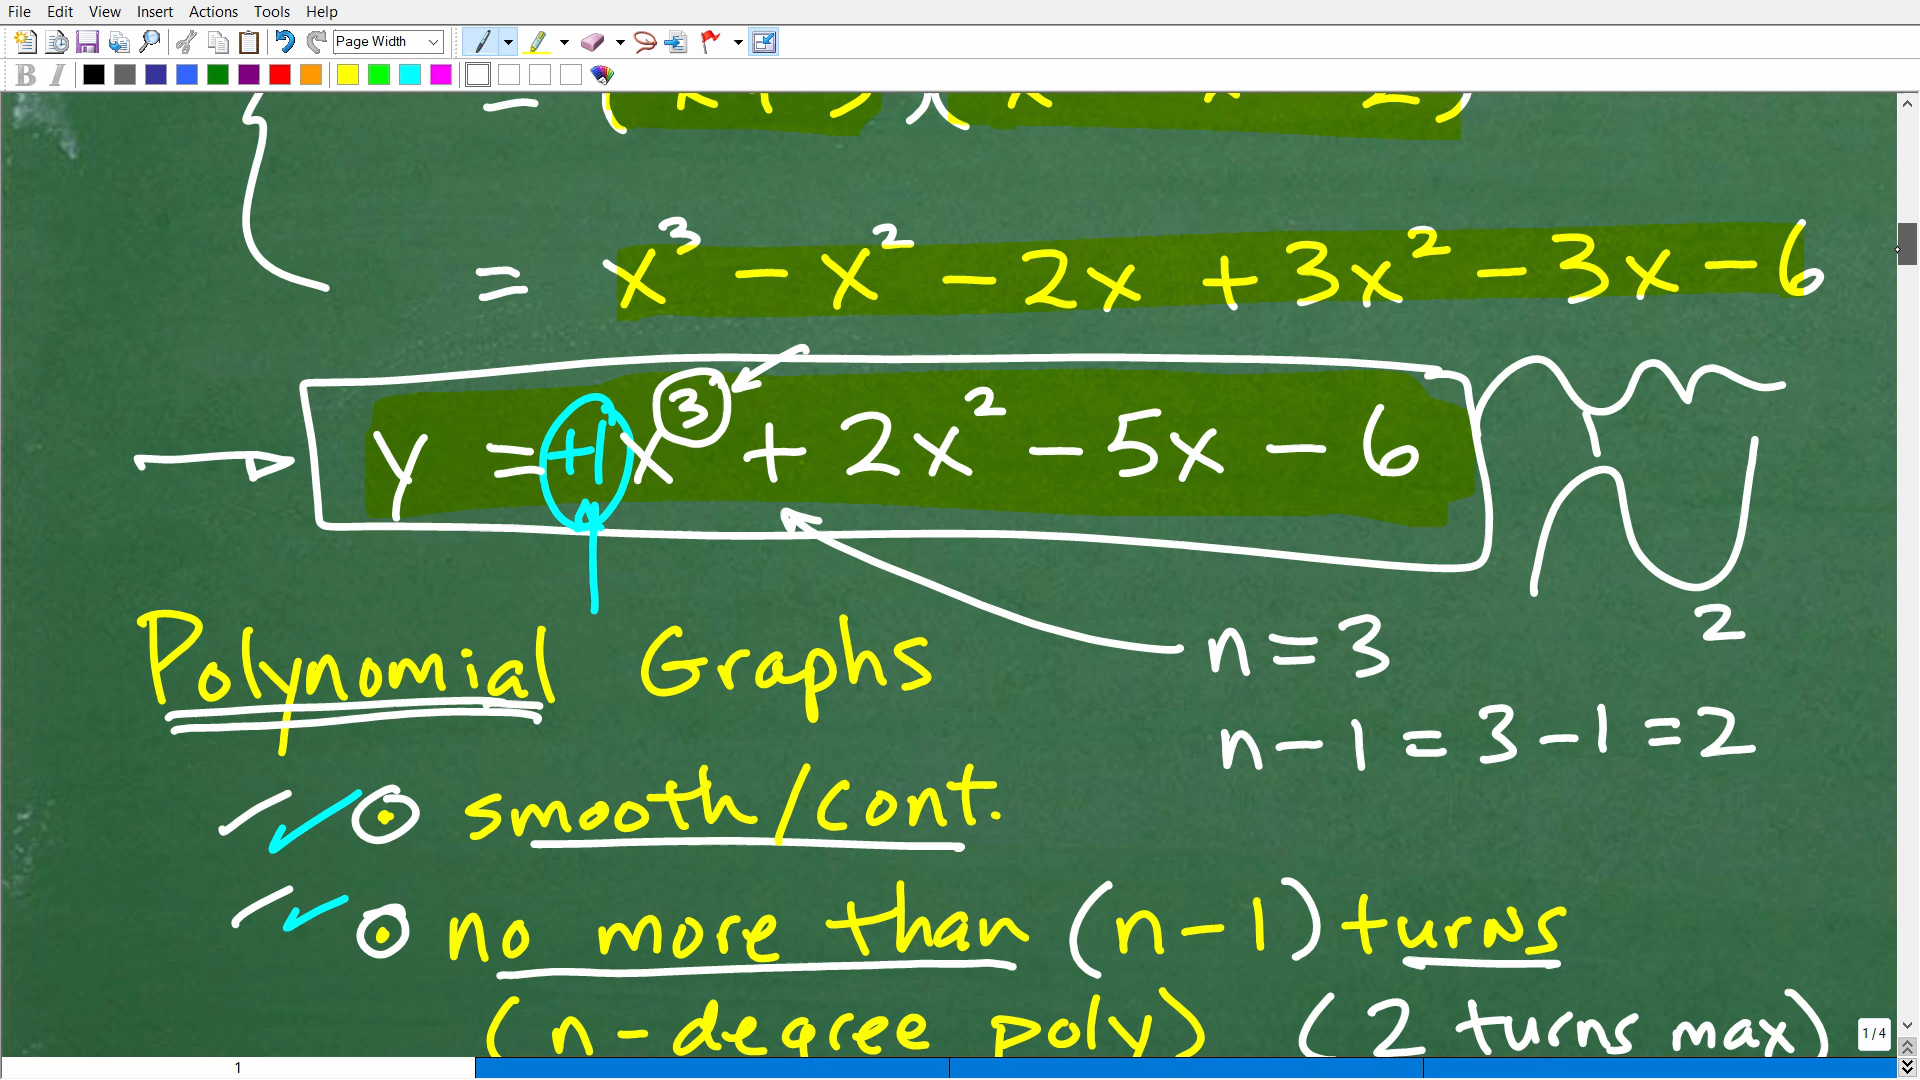 File Edit View Insert Actions Tools Help
Page Width
B I
= x³ - x² - 2x + 3x² - 3x - 6
y = +1x³ + 2x² - 5x - 6
2
n = 3
Polynomial Graphs
n - 1 = 3 - 1 = 2
smooth/cont.
no more than (n-1) turns
(n-degree poly) (2 turns max)
1 / 4
1